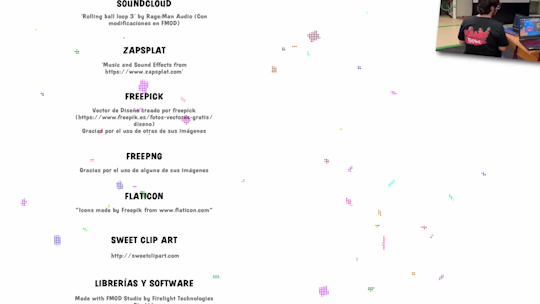 SOUNDCLOUD
'Rolling ball loop 3' by Rage-Man Audio (Con
modificaciones en FMOD)
ZAPSPLAT
'Music and Sound Effects from
https://www.zapsplat.com'
FREEPICK
Vector de Diseño creado por freepick
(https://www.freepik.es/fotos-vectores-gratis/
diseno)
Gracias por el uso de otras de sus imágenes
FREEPNG
Gracias por el uso de alguna de sus imágenes
FLATICON
"Icons made by Freepik from www.flaticon.com"
SWEET CLIP ART
http://sweetclipart.com
LIBRERÍAS Y SOFTWARE
Made with FMOD Studio by Firelight Technologies